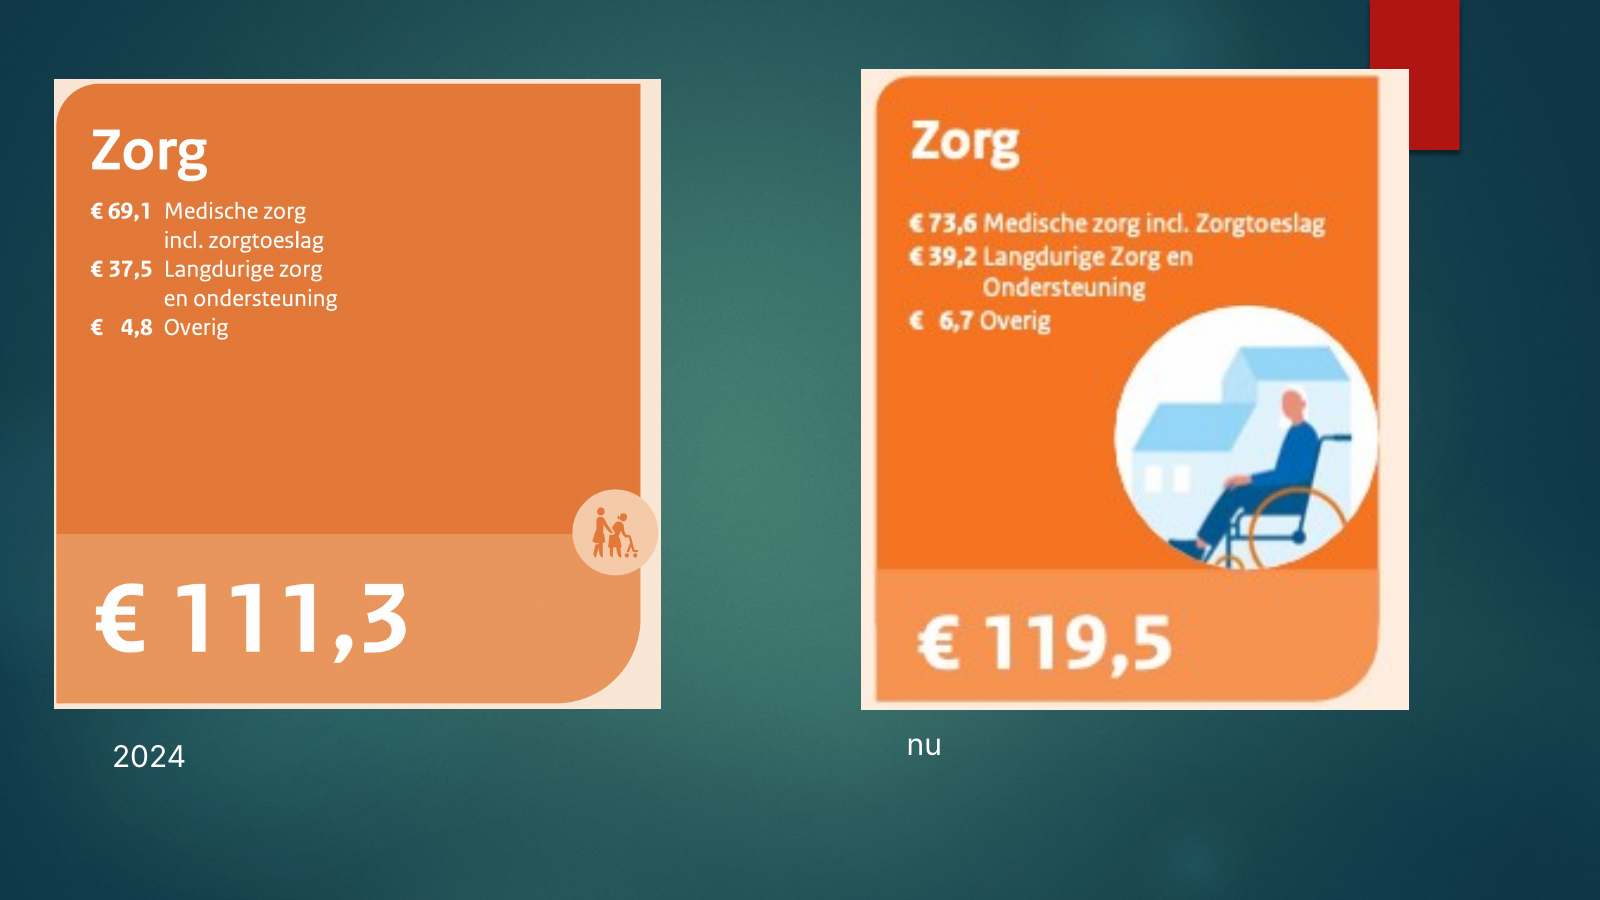 Zorg
€ 69,1 Medische zorg
incl. zorgtoeslag
€ 37,5 Langdurige zorg
en ondersteuning
€ 4,8 Overig
€ 111,3
2024
Zorg
€ 73,6 Medische zorg incl. Zorgtoeslag
€ 39,2 Langdurige Zorg en
Ondersteuning
€ 6,7 Overig
€ 119,5
nu